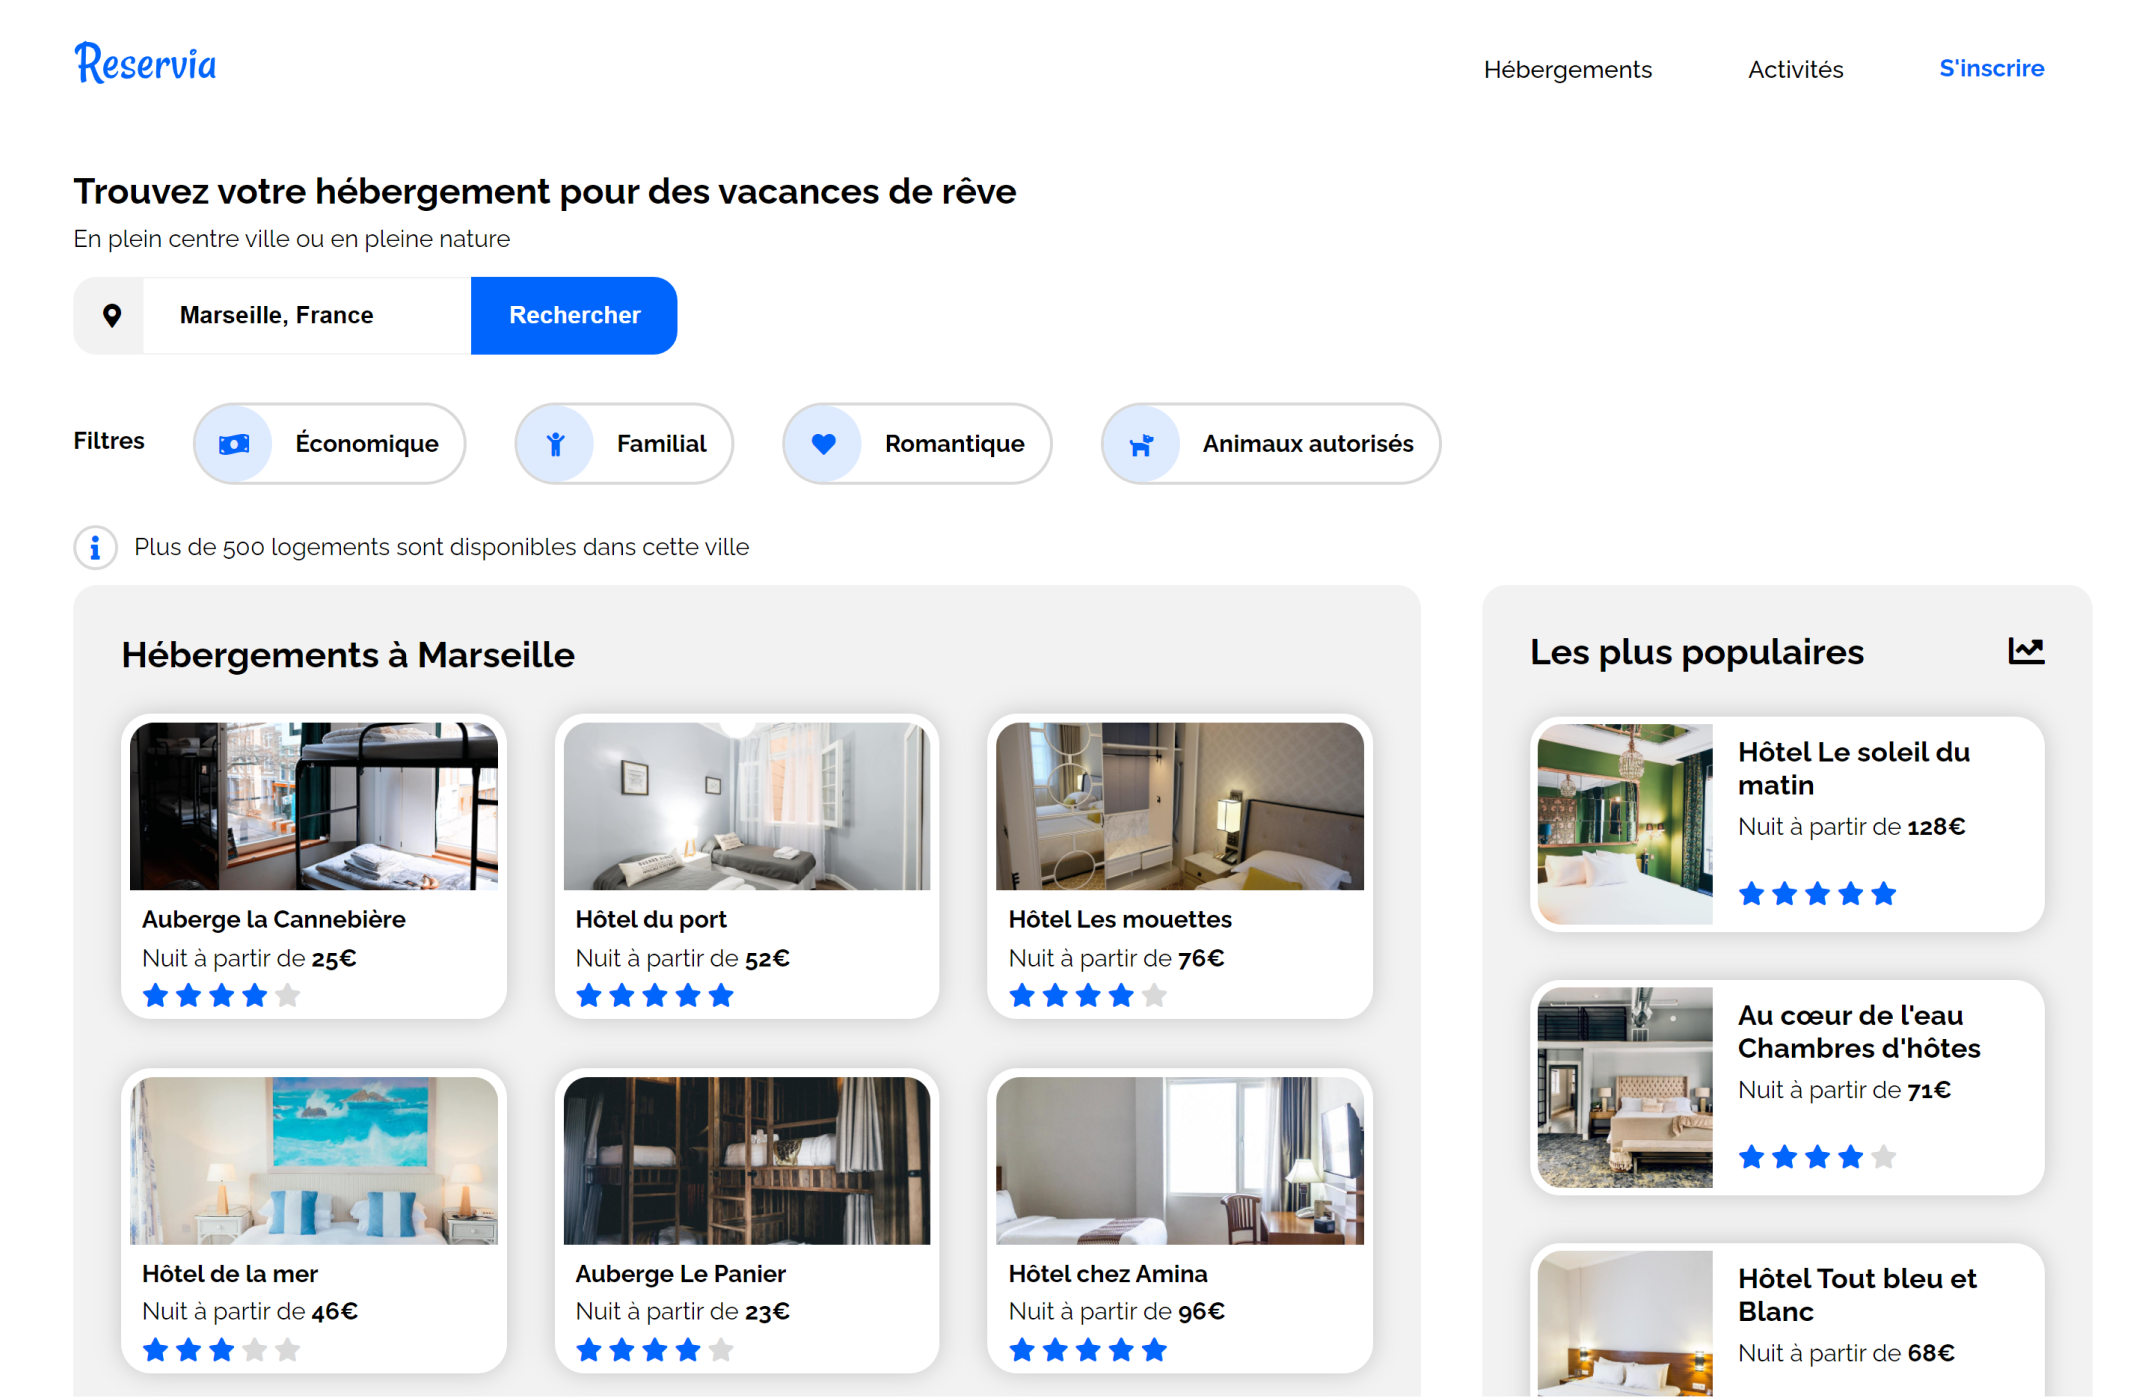 Reservia
Hébergements
Activités
S'inscrire
Trouvez votre hébergement pour des vacances de rêve
En plein centre ville ou en pleine nature
Marseille, France
Rechercher
Filtres
Économique
Familial
Romantique
Animaux autorisés
Plus de 500 logements sont disponibles dans cette ville
Hébergements à Marseille
Auberge la Cannebière
Nuit à partir de 25€
Hôtel du port
Nuit à partir de 52€
Hôtel Les mouettes
Nuit à partir de 76€
Hôtel de la mer
Nuit à partir de 46€
Auberge Le Panier
Nuit à partir de 23€
Hôtel chez Amina
Nuit à partir de 96€
Les plus populaires
Hôtel Le soleil du
matin
Nuit à partir de 128€
Au cœur de l'eau
Chambres d'hôtes
Nuit à partir de 71€
Hôtel Tout bleu et
Blanc
Nuit à partir de 68€